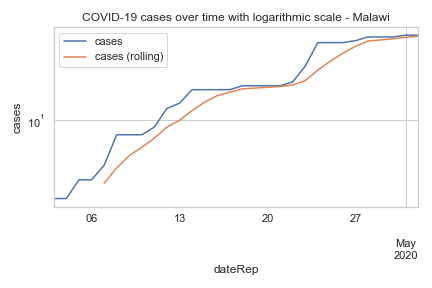 COVID-19 cases over time with logarithmic scale - Malawi
cases
cases (rolling)
cases
10¹
06
13
20
27
May
2020
dateRep